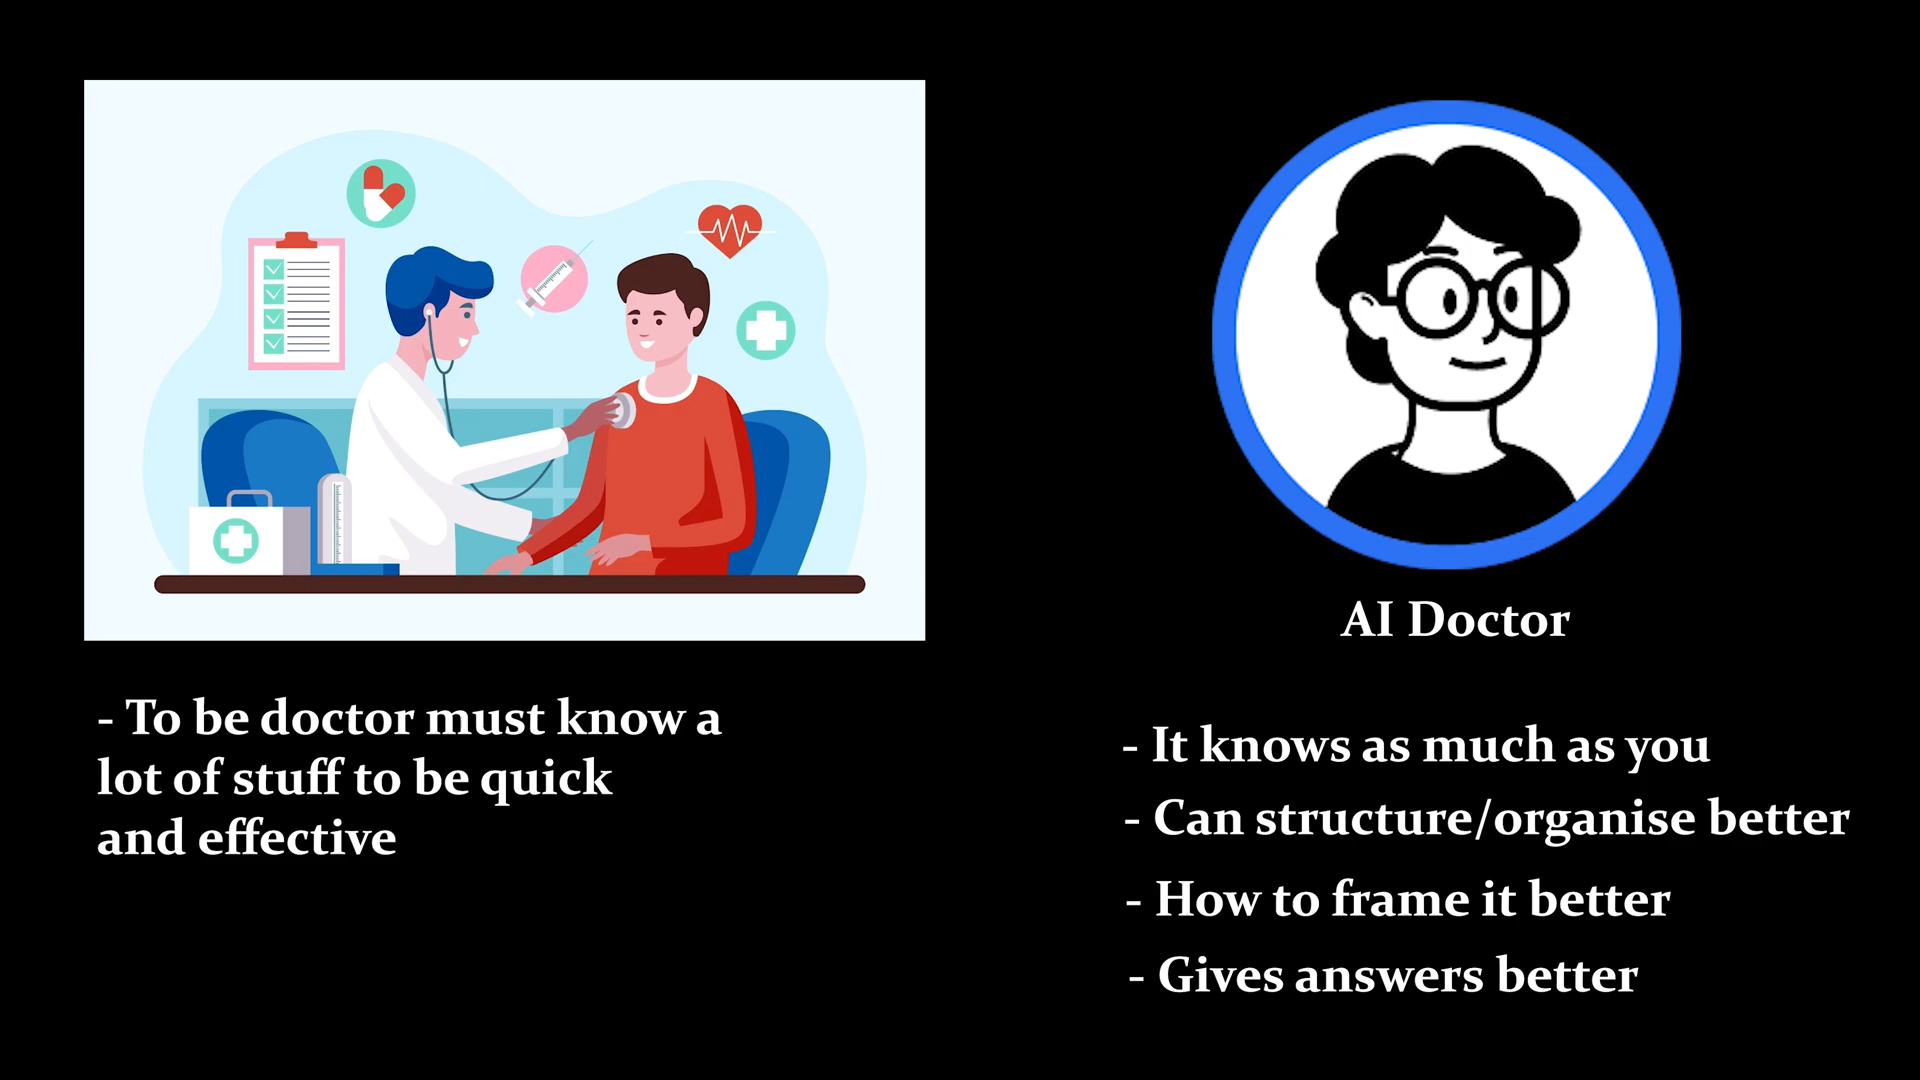 - To be doctor must know a
lot of stuff to be quick
and effective
AI Doctor
- It knows as much as you
- Can structure/organise better
- How to frame it better
- Gives answers better